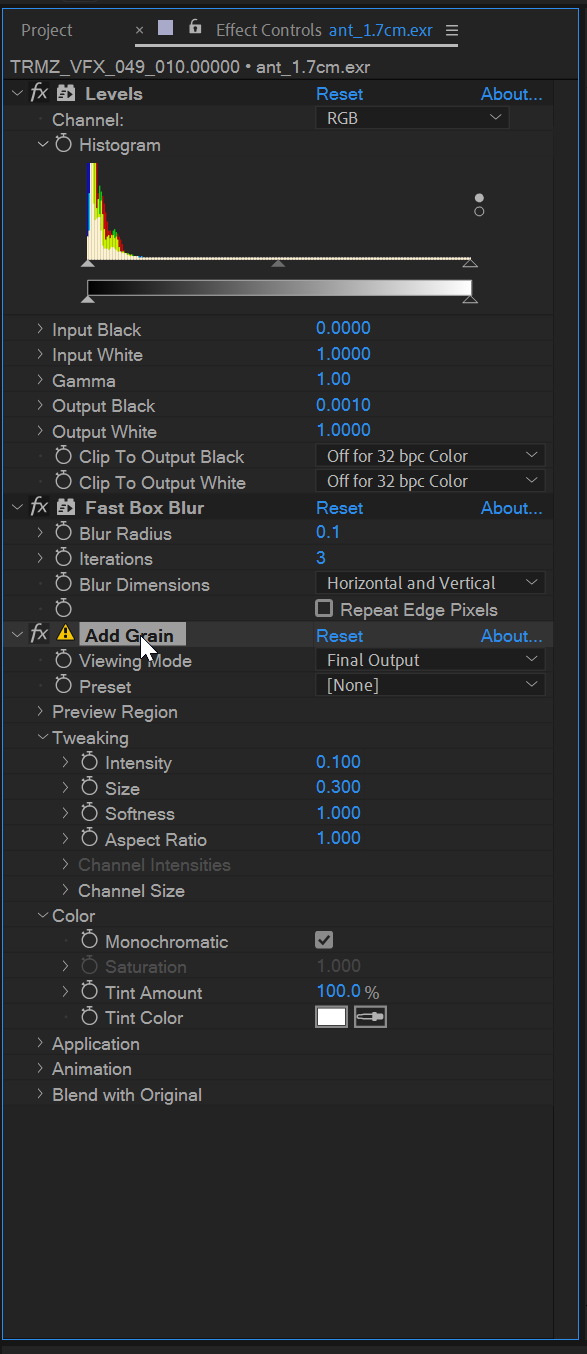 Project × Effect Controls ant_1.7cm.exr
TRMZ_VFX_049_010.00000 • ant_1.7cm.exr
fx Levels Reset About...
Channel: RGB
Histogram
Input Black 0.0000
Input White 1.0000
Gamma 1.00
Output Black 0.0010
Output White 1.0000
Clip To Output Black Off for 32 bpc Color
Clip To Output White Off for 32 bpc Color
fx Fast Box Blur Reset About...
Blur Radius 0.1
Iterations 3
Blur Dimensions Horizontal and Vertical
Repeat Edge Pixels
fx Add Grain Reset About...
Viewing Mode Final Output
Preset [None]
Preview Region
Tweaking
Intensity 0.100
Size 0.300
Softness 1.000
Aspect Ratio 1.000
Channel Intensities
Channel Size
Color
Monochromatic
Saturation 1.000
Tint Amount 100.0 %
Tint Color
Application
Animation
Blend with Original